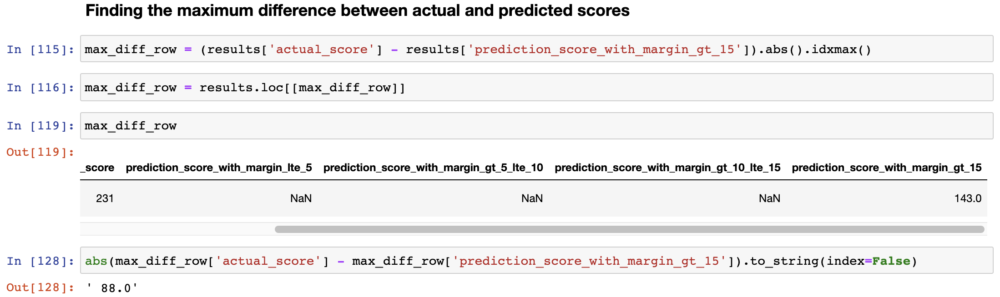 Finding the maximum difference between actual and predicted scores
In [115]: max_diff_row = (results['actual_score'] - results['prediction_score_with_margin_gt_15']).abs().idxmax()
In [116]: max_diff_row = results.loc[[max_diff_row]]
In [119]: max_diff_row
Out[119]:
_score prediction_score_with_margin_lte_5 prediction_score_with_margin_gt_5_lte_10 prediction_score_with_margin_gt_10_lte_15 prediction_score_with_margin_gt_15
231 NaN NaN NaN 143.0
In [128]: abs(max_diff_row['actual_score'] - max_diff_row['prediction_score_with_margin_gt_15']).to_string(index=False)
Out[128]: ' 88.0'